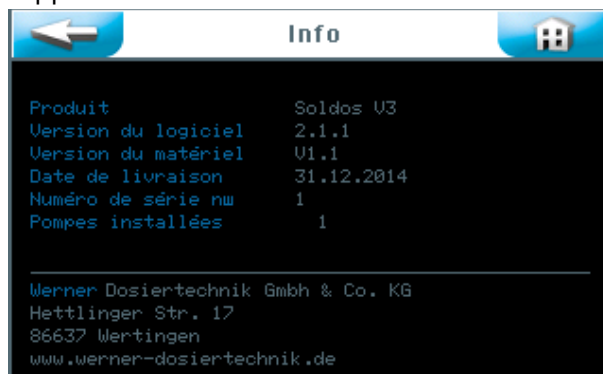 Info
Produit Soldos V3
Version du logiciel 2.1.1
Version du matériel V1.1
Date de livraison 31.12.2014
Numéro de série nw 1
Pompes installées 1
Werner Dosiertechnik Gmbh & Co. KG
Hettlinger Str. 17
86637 Wertingen
www.werner-dosiertechnik.de